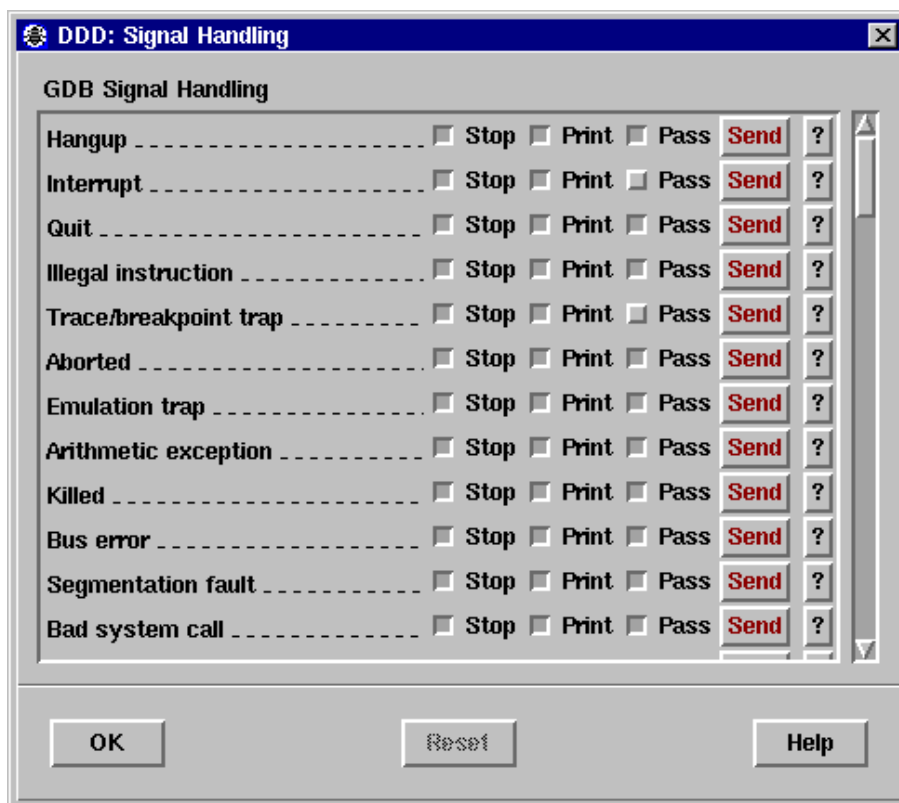 DDD: Signal Handling
GDB Signal Handling
Hangup Stop Print Pass Send ?
Interrupt Stop Print Pass Send ?
Quit Stop Print Pass Send ?
Illegal instruction Stop Print Pass Send ?
Trace/breakpoint trap Stop Print Pass Send ?
Aborted Stop Print Pass Send ?
Emulation trap Stop Print Pass Send ?
Arithmetic exception Stop Print Pass Send ?
Killed Stop Print Pass Send ?
Bus error Stop Print Pass Send ?
Segmentation fault Stop Print Pass Send ?
Bad system call Stop Print Pass Send ?
OK Reset Help